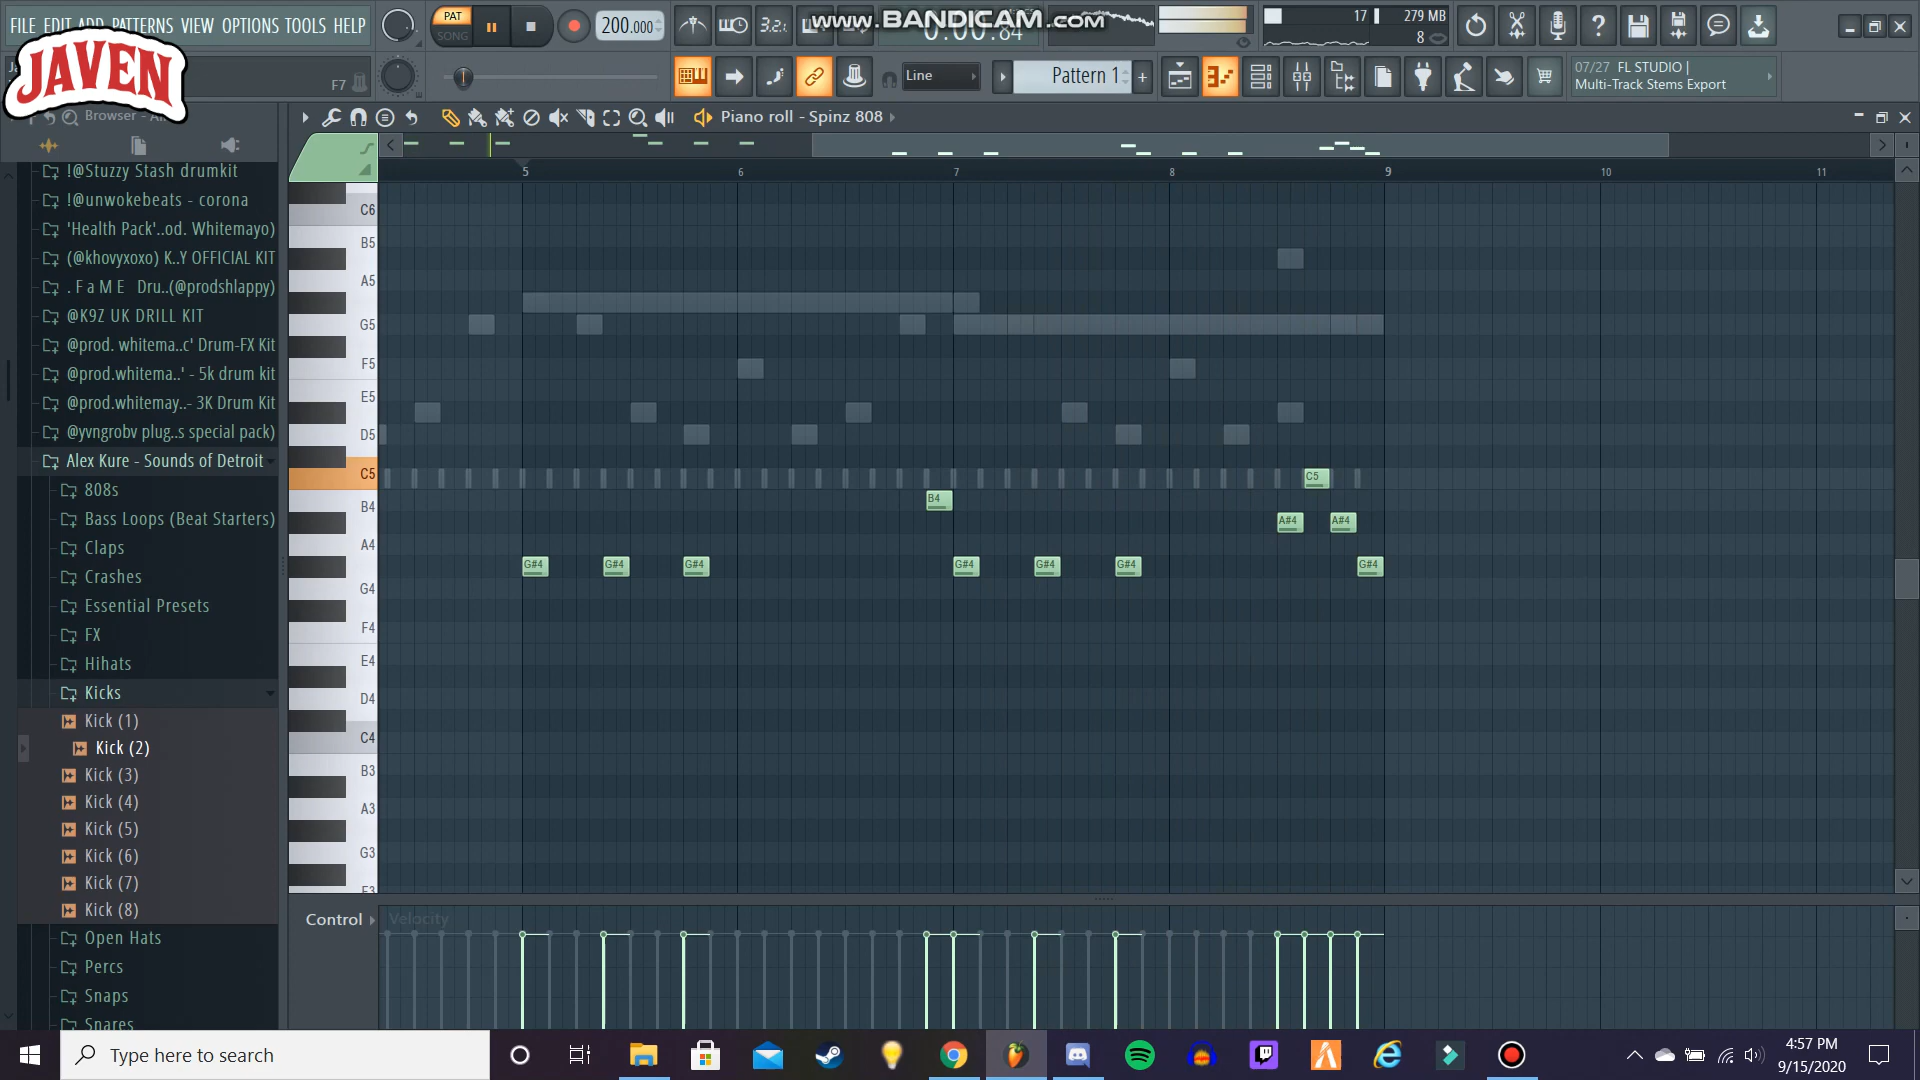 FILE EDIT ADD PATTERNS VIEW OPTIONS TOOLS HELP
PAT
SONG
200.000
3.2.
www.BANDICAM.com
0:00:84
17
279 MB
8
JAVEN
F7
Line
Pattern 1
07/27 FL STUDIO |
Multi-Track Stems Export
Piano roll - Spinz 808
!@Stuzzy Stash drumkit
!@unwokebeats - corona
'Health Pack'..od. Whitemayo)
(@khovyxoxo) K..Y OFFICIAL KIT
. F a M E Dru..(@prodshlappy)
@K9Z UK DRILL KIT
@prod. whitema..c' Drum-FX Kit
@prod.whitema..' - 5k drum kit
@prod.whitemay..- 3K Drum Kit
@yvngrobv plug..s special pack)
Alex Kure - Sounds of Detroit
808s
Bass Loops (Beat Starters)
Claps
Crashes
Essential Presets
FX
Hihats
Kicks
Kick (1)
Kick (2)
Kick (3)
Kick (4)
Kick (5)
Kick (6)
Kick (7)
Kick (8)
Open Hats
Percs
Snaps
Snares
5 6 7 8 9 10 11
C6
B5
A5
G5
F5
E5
D5
C5
B4
A4
G4
F4
E4
D4
C4
B3
A3
G3
F3
C5
B4
A#4 A#4
G#4 G#4 G#4 G#4 G#4 G#4 G#4
Control
Velocity
Type here to search
4:57 PM
9/15/2020